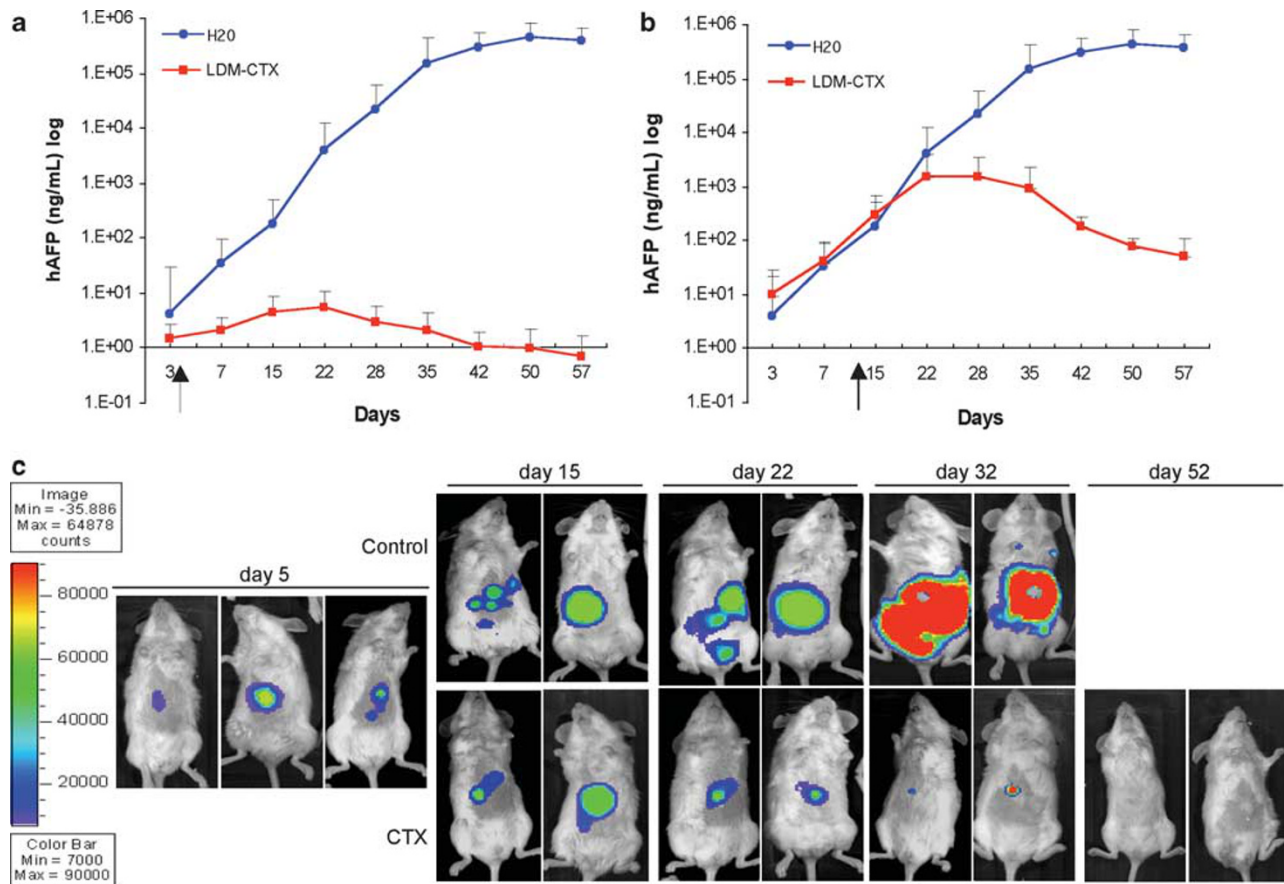 a
1.E+06
1.E+05
1.E+04
1.E+03
1.E+02
1.E+01
1.E+00
1.E-01
hAFP (ng/mL) log
H20
LDM-CTX
3 7 15 22 28 35 42 50 57
Days
b
1.E+06
1.E+05
1.E+04
1.E+03
1.E+02
1.E+01
1.E+00
1.E-01
hAFP (ng/mL) log
H20
LDM-CTX
3 7 15 22 28 35 42 50 57
Days
c
Image
Min = -35.886
Max = 64878
counts
80000
60000
40000
20000
Color Bar
Min = 7000
Max = 90000
day 5
day 15
day 22
day 32
day 52
Control
CTX